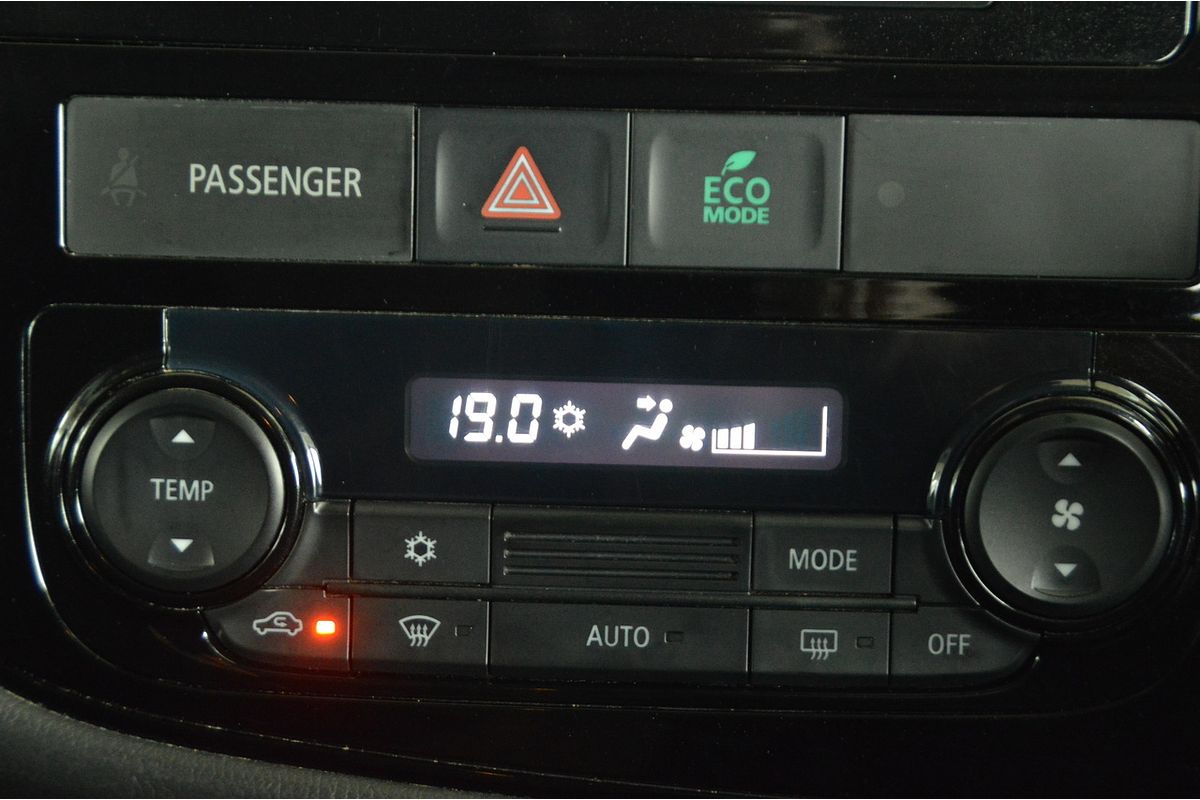 PASSENGER
ECO
MODE
19.0
TEMP
MODE
AUTO
OFF